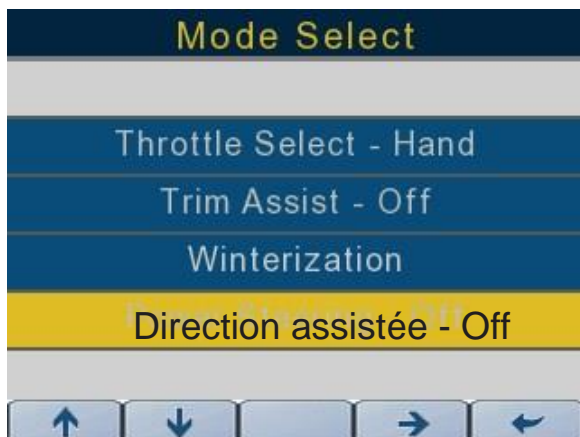 Mode Select
Throttle Select - Hand
Trim Assist - Off
Winterization
Direction assistée - Off